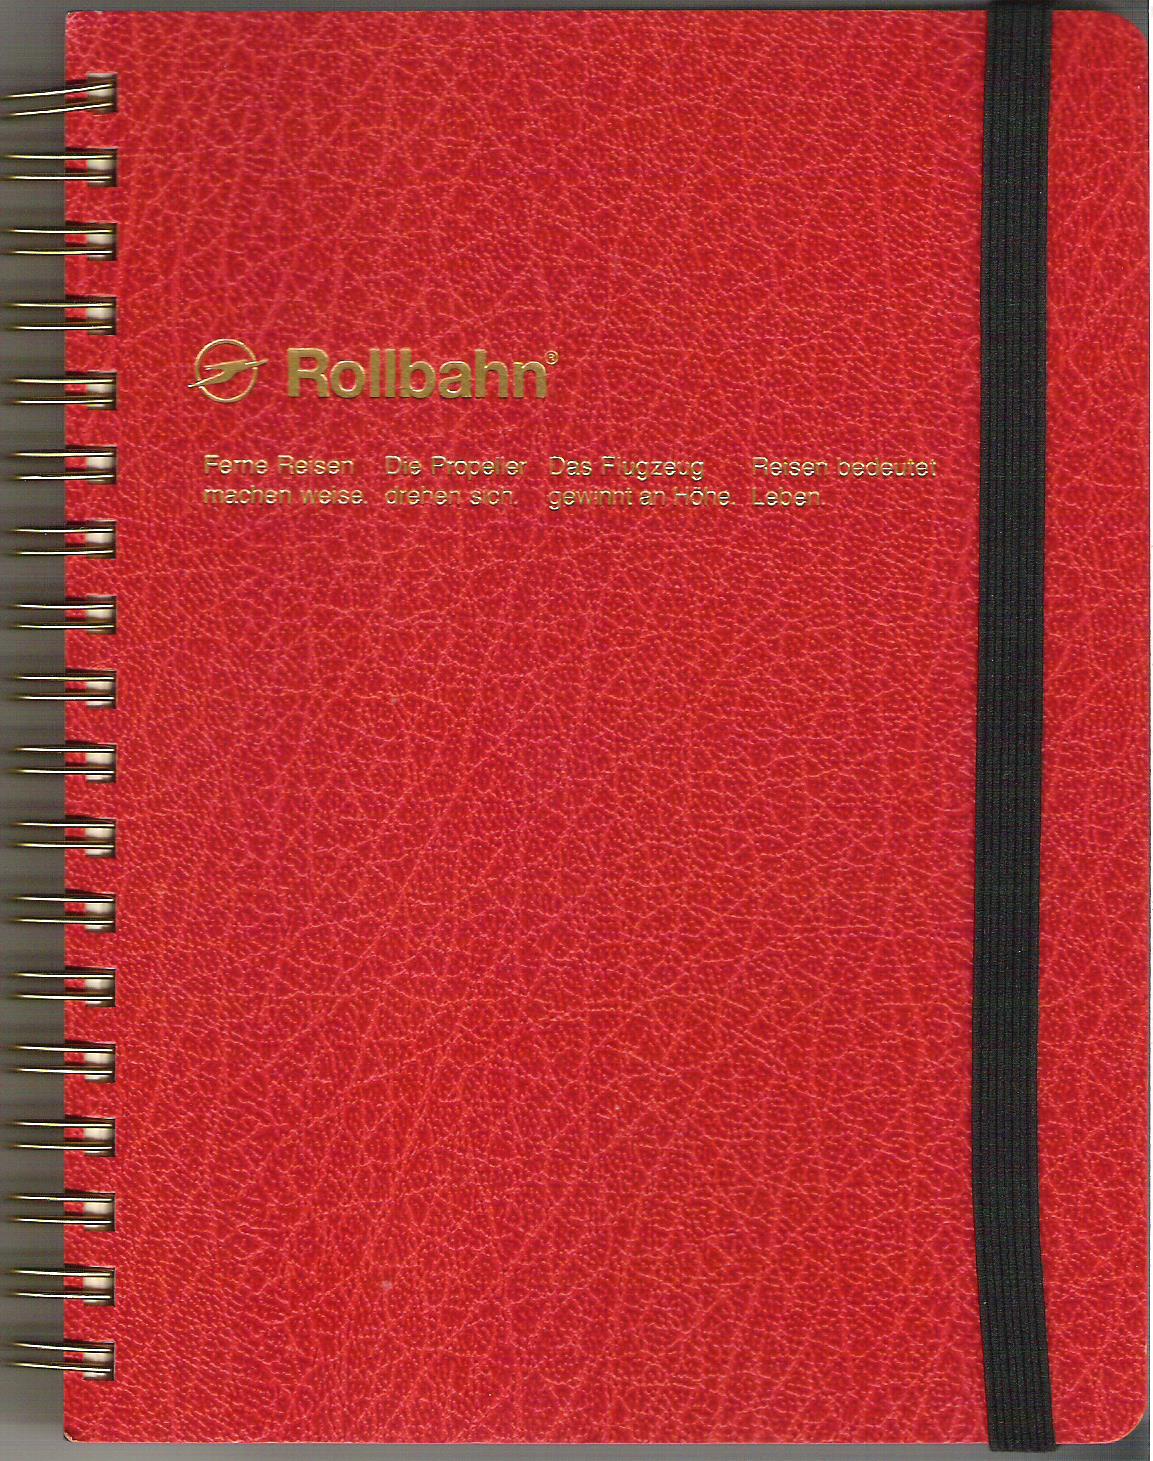 Rollbahn®
Ferne Reisen
machen weise.
Die Propeller
drehen sich.
Das Flugzeug
gewinnt an Höhe.
Reisen bedeutet
Leben.